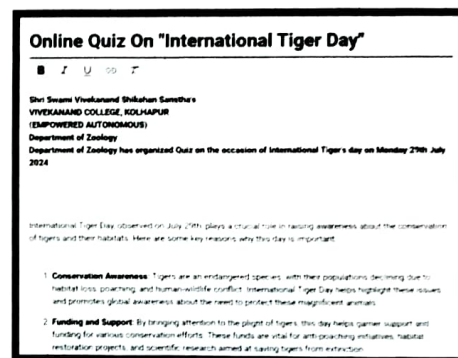 Online Quiz On "International Tiger Day"
B I U
Shri Swami Vivekanand Shikshan Sanstha's
VIVEKANAND COLLEGE, KOLHAPUR
(EMPOWERED AUTONOMOUS)
Department of Zoology
Department of Zoology has organized Quiz on the occasion of International Tiger's day on Monday 29th July
2024
International Tiger Day, observed on July 29th, plays a crucial role in raising awareness about the conservation
of tigers and their habitats. Here are some key reasons why this day is important
1. Conservation Awareness: Tigers are an endangered species, with their populations declining due to
habitat loss, poaching, and human-wildlife conflict. International Tiger Day helps highlight these issues
and promotes global awareness about the need to protect these magnificent animals.
2. Funding and Support: By bringing attention to the plight of tigers, this day helps garner support and
funding for various conservation efforts. These funds are vital for anti-poaching initiatives, habitat
restoration projects, and scientific research aimed at saving tigers from extinction.